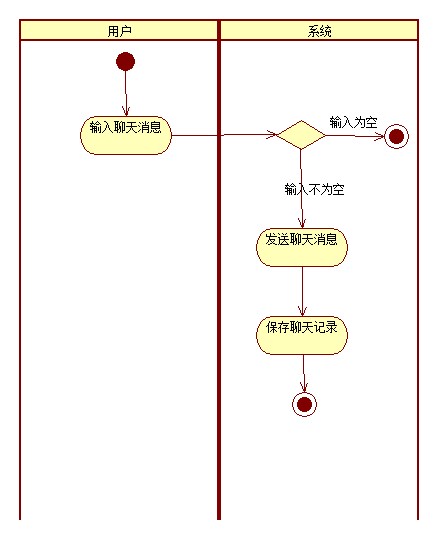 用户
系统
输入聊天消息
输入为空
输入不为空
发送聊天消息
保存聊天记录